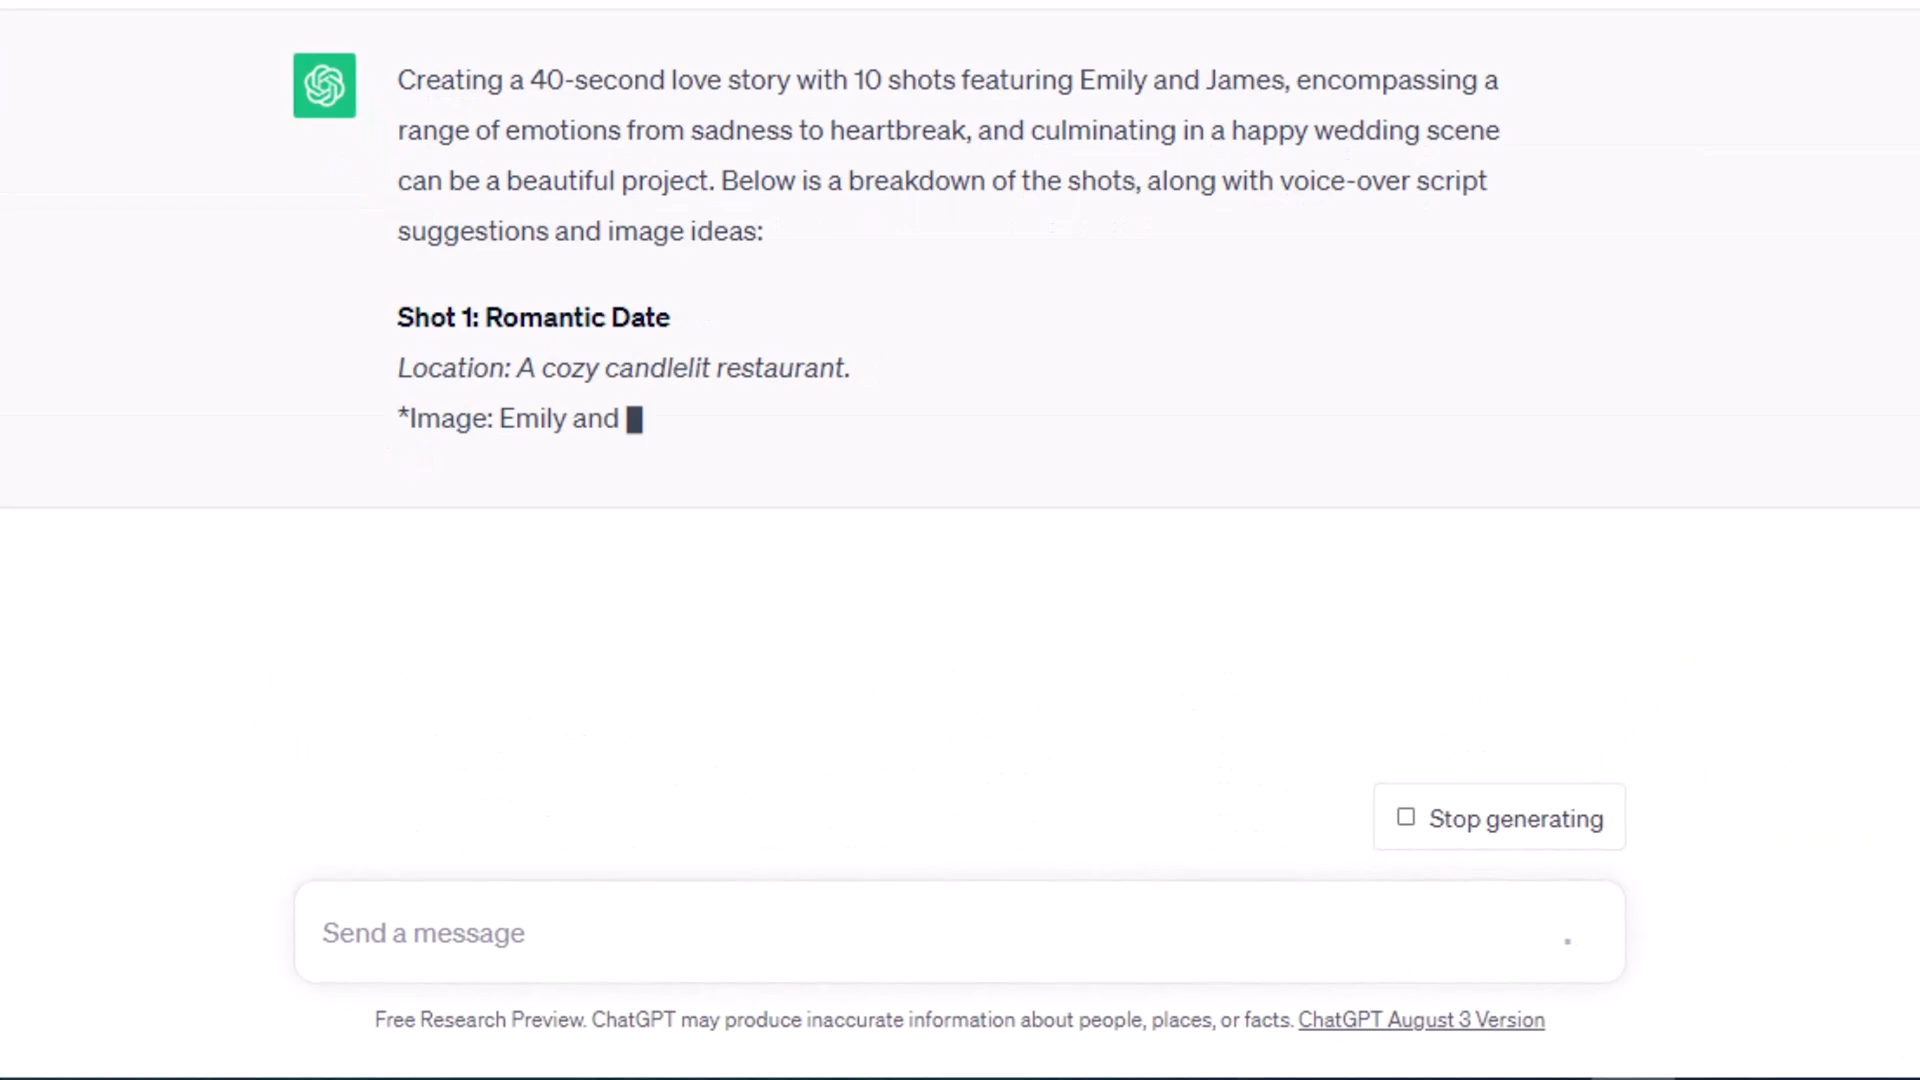 Creating a 40-second love story with 10 shots featuring Emily and James, encompassing a
range of emotions from sadness to heartbreak, and culminating in a happy wedding scene
can be a beautiful project. Below is a breakdown of the shots, along with voice-over script
suggestions and image ideas:
Shot 1: Romantic Date
Location: A cozy candlelit restaurant.
*Image: Emily and
Stop generating
Send a message
Free Research Preview. ChatGPT may produce inaccurate information about people, places, or facts. ChatGPT August 3 Version